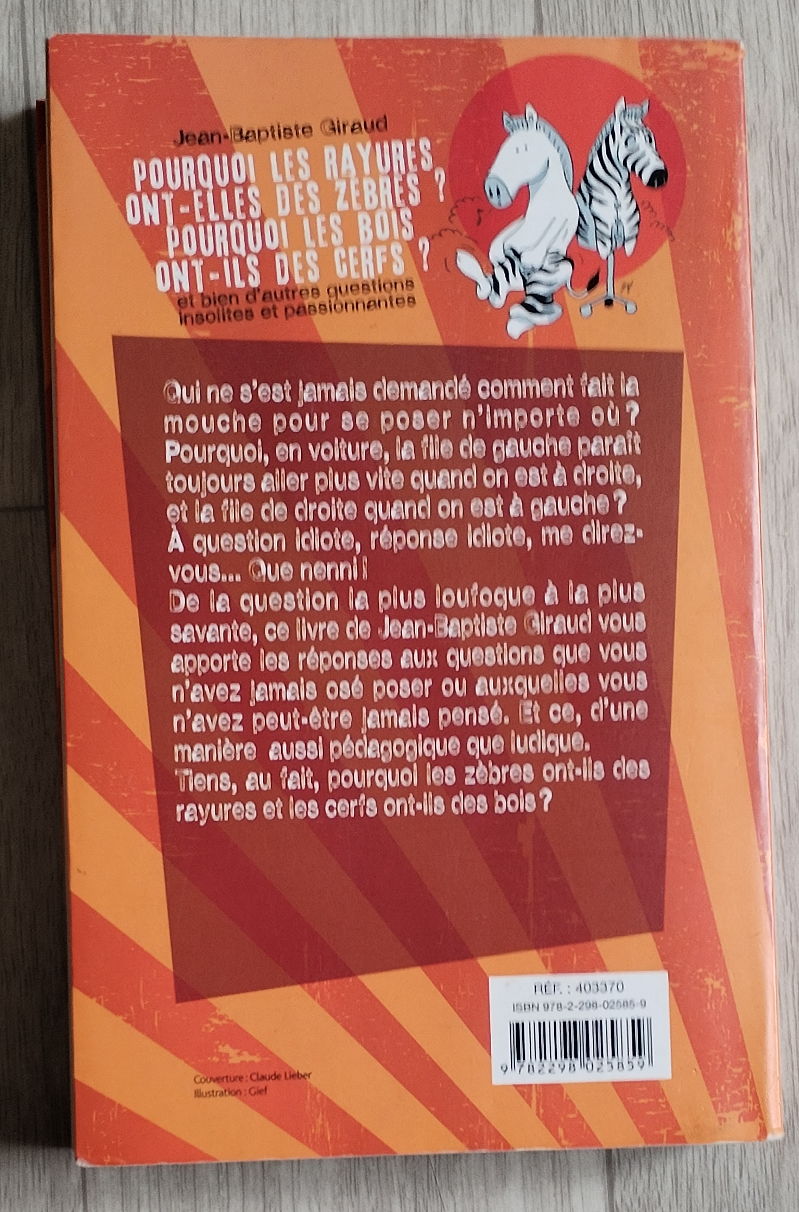 Jean-Baptiste Giraud
POURQUOI LES RAYURES
ONT-ELLES DES ZÈBRES ?
POURQUOI LES BOIS
ONT-ILS DES CERFS ?
et bien d'autres questions
insolites et passionnantes
Qui ne s'est jamais demandé comment fait la
mouche pour se poser n'importe où ?
Pourquoi, en voiture, la file de gauche paraît
toujours aller plus vite quand on est à droite,
et la file de droite quand on est à gauche ?
À question idiote, réponse idiote, me direz-
vous... Que nenni !
De la question la plus loufoque à la plus
savante, ce livre de Jean-Baptiste Giraud vous
apporte les réponses aux questions que vous
n'avez jamais osé poser ou auxquelles vous
n'avez peut-être jamais pensé. Et ce, d'une
manière aussi pédagogique que ludique.
Tiens, au fait, pourquoi les zèbres ont-ils des
rayures et les cerfs ont-ils des bois ?
RÉF. : 403370
ISBN 978-2-298-02585-9
9 782298 025859
Couverture : Claude Lieber
Illustration : Gief